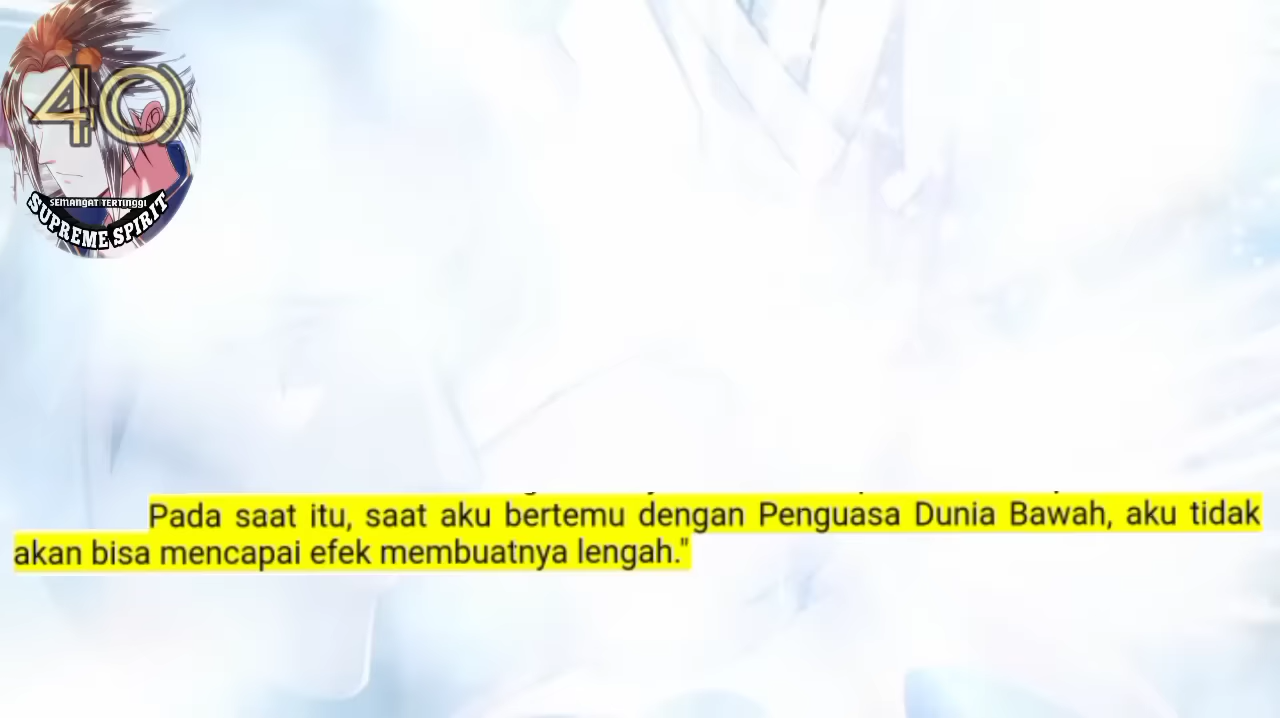 40
SEMANGAT TERTINGGI
SUPREME SPIRIT
Pada saat itu, saat aku bertemu dengan Penguasa Dunia Bawah, aku tidak
akan bisa mencapai efek membuatnya lengah."